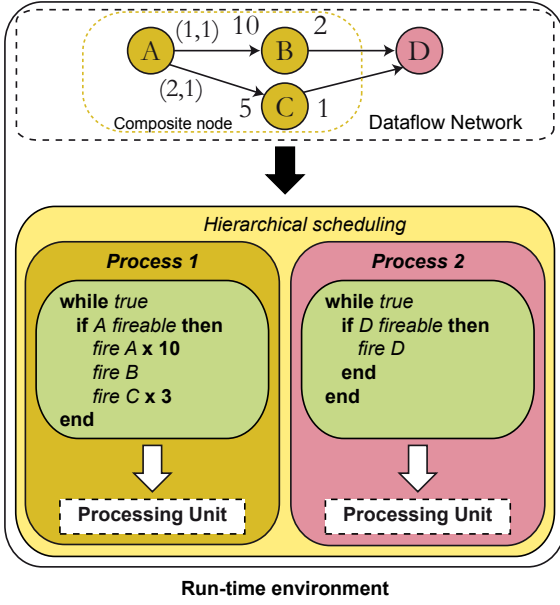 (1,1) 10 2
A B D
(2,1)
5 C 1
Composite node
Dataflow Network
Hierarchical scheduling
Process 1
while true
if A fireable then
fire A x 10
fire B
fire C x 3
end
Processing Unit
Process 2
while true
if D fireable then
fire D
end
end
Processing Unit
Run-time environment